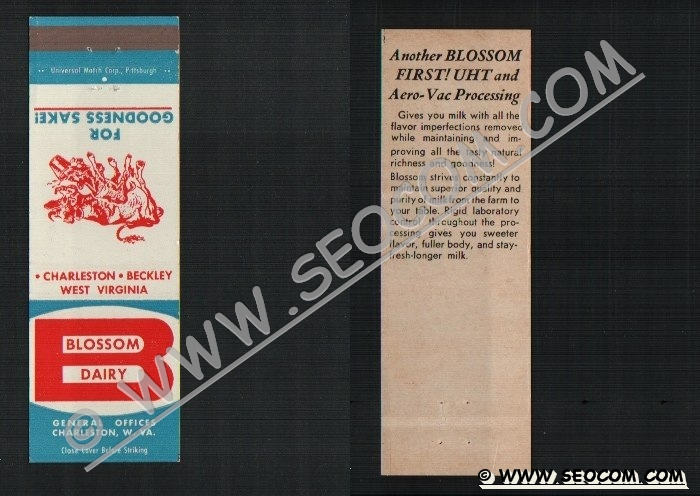 Universal Match Corp., Pittsburgh
FOR
GOODNESS SAKE!
• CHARLESTON • BECKLEY
WEST VIRGINIA
BLOSSOM
DAIRY
GENERAL OFFICES
CHARLESTON, W. VA.
Close Cover Before Striking
Another BLOSSOM
FIRST! UHT and
Aero-Vac Processing
Gives you milk with all the
flavor imperfections removed
while maintaining and im-
proving all the tasty natural
richness and goodness!
Blossom strives constantly to
maintain superior quality and
purity of milk from the farm to
your table. Rigid laboratory
control throughout the pro-
cessing gives you sweeter
flavor, fuller body, and stay-
fresh-longer milk.
© WWW.SEOCOM.COM
© WWW.SEOCOM.COM
© WWW.SEOCOM.COM